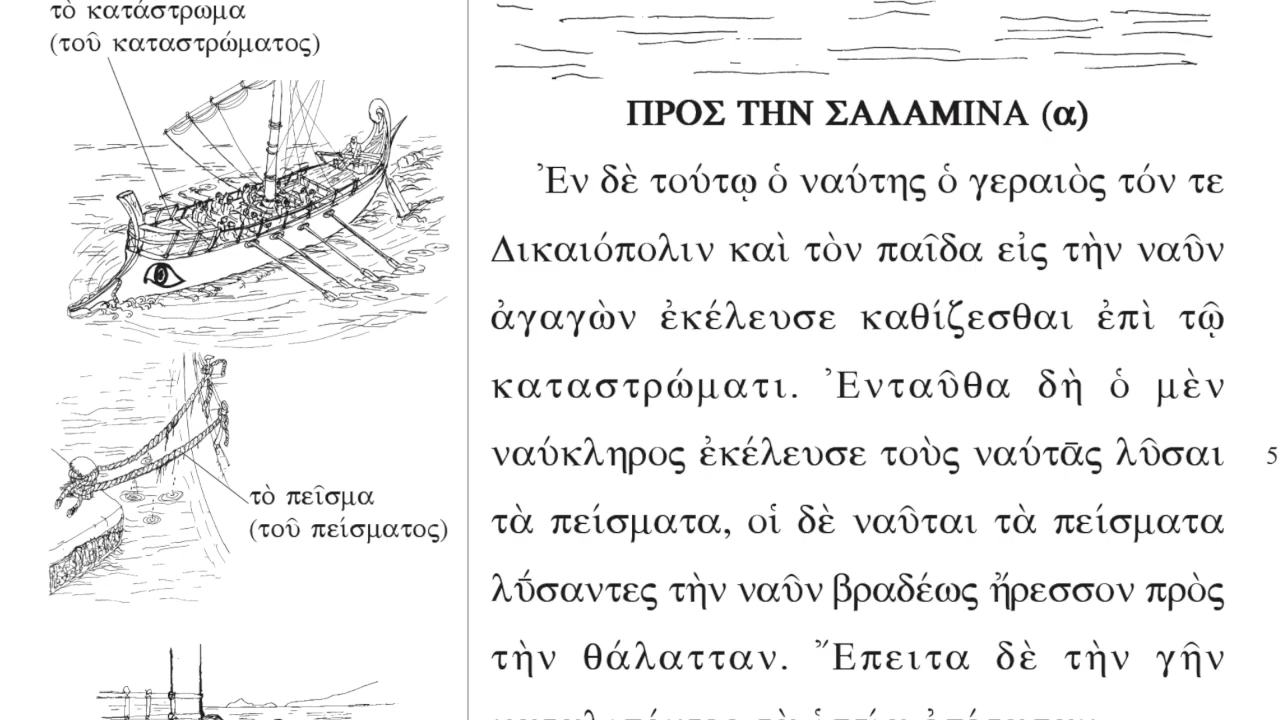 τὸ κατάστρωμα
(τοῦ καταστρώματος)
τὸ πεῖσμα
(τοῦ πείσματος)
ΠΡΟΣ ΤΗΝ ΣΑΛΑΜΙΝΑ (α)
Ἐν δὲ τούτῳ ὁ ναύτης ὁ γεραιὸς τόν τε
Δικαιόπολιν καὶ τὸν παῖδα εἰς τὴν ναῦν
ἀγαγὼν ἐκέλευσε καθίζεσθαι ἐπὶ τῷ
καταστρώματι. Ἐνταῦθα δὴ ὁ μὲν
ναύκληρος ἐκέλευσε τοὺς ναύτᾱς λῦσαι
5
τὰ πείσματα, οἱ δὲ ναῦται τὰ πείσματα
λῡ́σαντες τὴν ναῦν βραδέως ἤρεσσον πρὸς
τὴν θάλατταν. Ἔπειτα δὲ τὴν γῆν